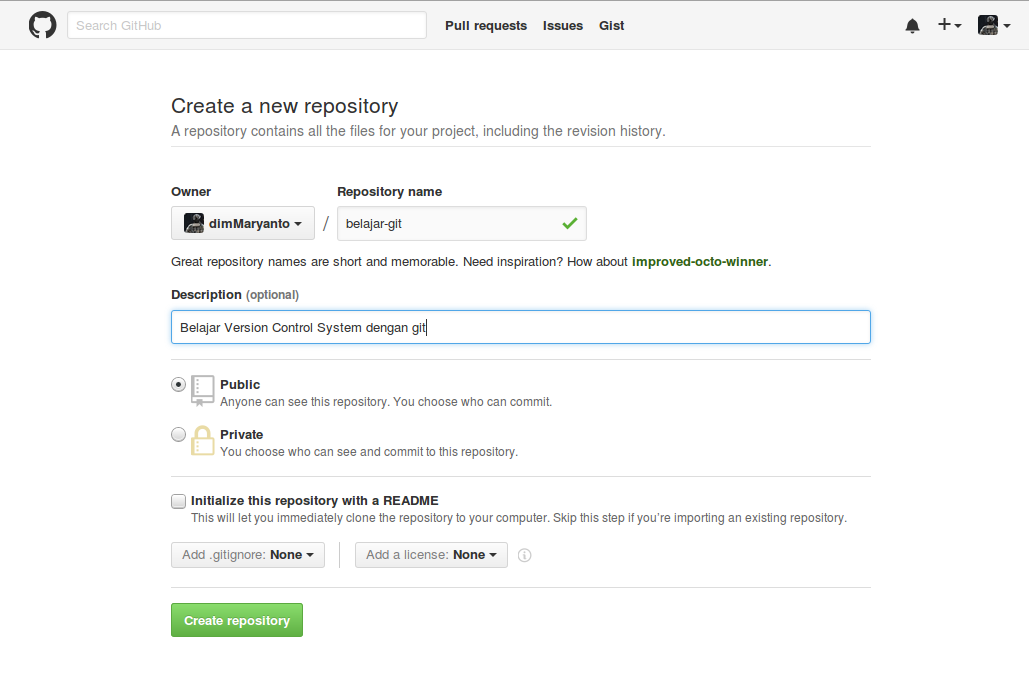 Search GitHub Pull requests Issues Gist
Create a new repository
A repository contains all the files for your project, including the revision history.
Owner Repository name
dimMaryanto / belajar-git
Great repository names are short and memorable. Need inspiration? How about improved-octo-winner.
Description (optional)
Belajar Version Control System dengan git
Public
Anyone can see this repository. You choose who can commit.
Private
You choose who can see and commit to this repository.
Initialize this repository with a README
This will let you immediately clone the repository to your computer. Skip this step if you’re importing an existing repository.
Add .gitignore: None Add a license: None
Create repository